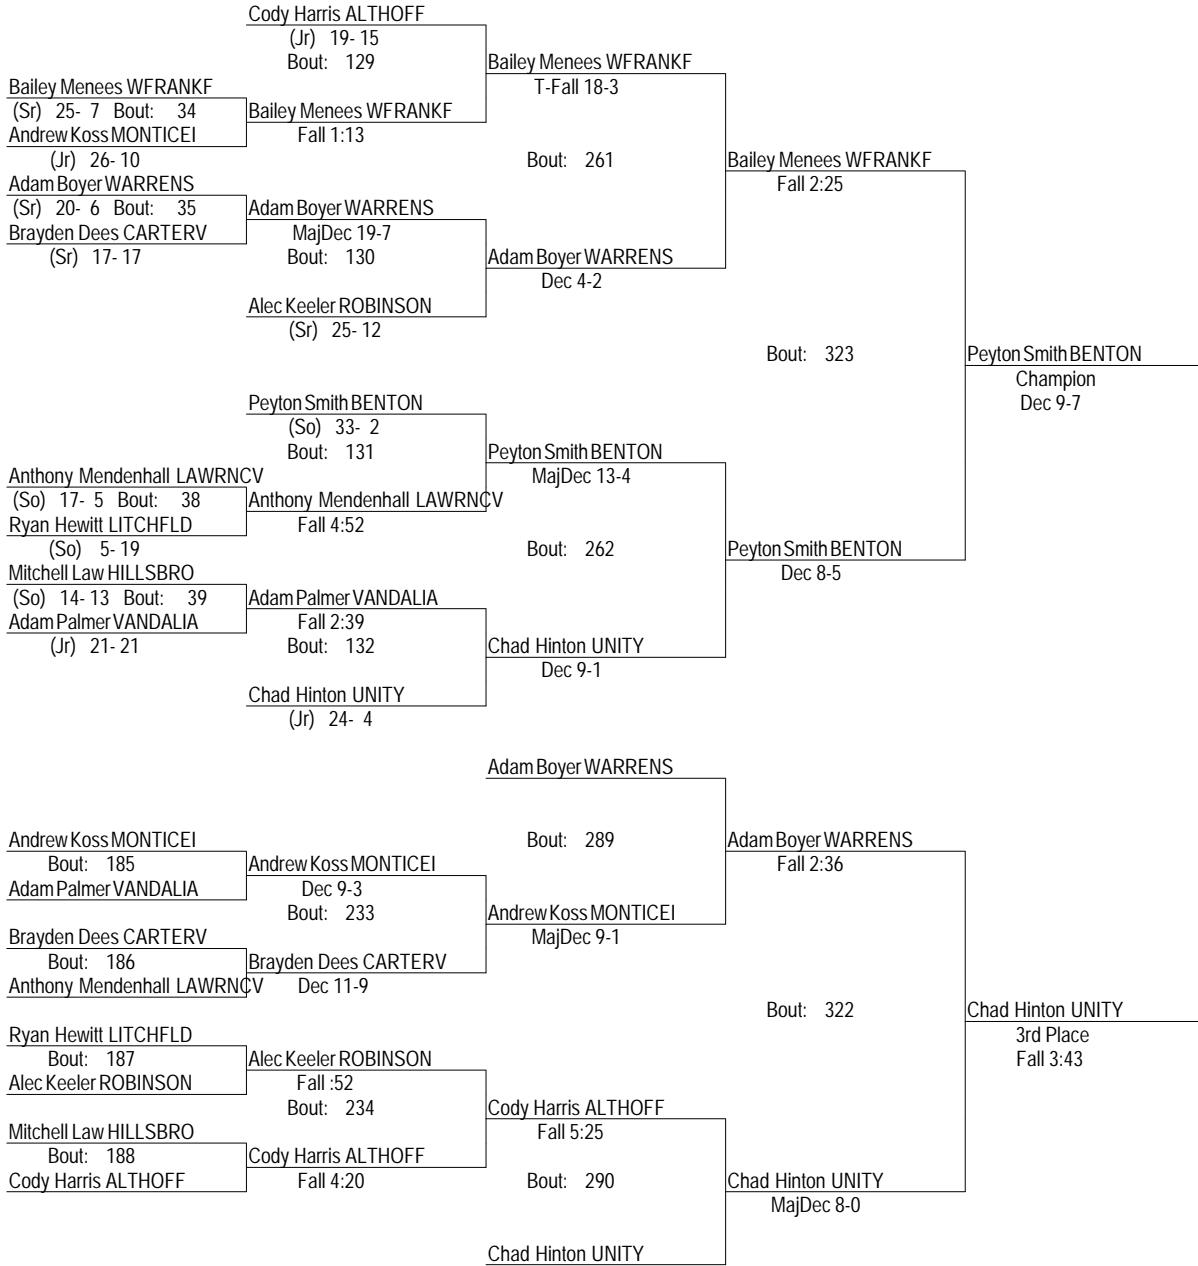 Cody Harris ALTHOFF
(Jr) 19- 15
Bout: 129
Bailey Menees WFRANKF
T-Fall 18-3
Bailey Menees WFRANKF
(Sr) 25- 7 Bout: 34
Bailey Menees WFRANKF
Andrew Koss MONTICEI
Fall 1:13
(Jr) 26- 10
Bout: 261
Bailey Menees WFRANKF
Fall 2:25
Adam Boyer WARRENS
(Sr) 20- 6 Bout: 35
Adam Boyer WARRENS
Brayden Dees CARTERV
MajDec 19-7
(Sr) 17- 17
Bout: 130
Adam Boyer WARRENS
Dec 4-2
Alec Keeler ROBINSON
(Sr) 25- 12
Bout: 323
Peyton Smith BENTON
Champion
Dec 9-7
Peyton Smith BENTON
(So) 33- 2
Bout: 131
Peyton Smith BENTON
MajDec 13-4
Anthony Mendenhall LAWRNCV
(So) 17- 5 Bout: 38
Anthony Mendenhall LAWRNCV
Ryan Hewitt LITCHFLD
Fall 4:52
(So) 5- 19
Bout: 262
Peyton Smith BENTON
Dec 8-5
Mitchell Law HILLSBRO
(So) 14- 13 Bout: 39
Adam Palmer VANDALIA
Adam Palmer VANDALIA
Fall 2:39
(Jr) 21- 21
Bout: 132
Chad Hinton UNITY
Dec 9-1
Chad Hinton UNITY
(Jr) 24- 4
Adam Boyer WARRENS
Bout: 289
Adam Boyer WARRENS
Fall 2:36
Andrew Koss MONTICEI
Bout: 185
Andrew Koss MONTICEI
Adam Palmer VANDALIA
Dec 9-3
Bout: 233
Andrew Koss MONTICEI
MajDec 9-1
Brayden Dees CARTERV
Bout: 186
Brayden Dees CARTERV
Anthony Mendenhall LAWRNCV
Dec 11-9
Bout: 322
Chad Hinton UNITY
3rd Place
Fall 3:43
Ryan Hewitt LITCHFLD
Bout: 187
Alec Keeler ROBINSON
Alec Keeler ROBINSON
Fall :52
Bout: 234
Cody Harris ALTHOFF
Fall 5:25
Mitchell Law HILLSBRO
Bout: 188
Cody Harris ALTHOFF
Cody Harris ALTHOFF
Fall 4:20
Bout: 290
Chad Hinton UNITY
MajDec 8-0
Chad Hinton UNITY